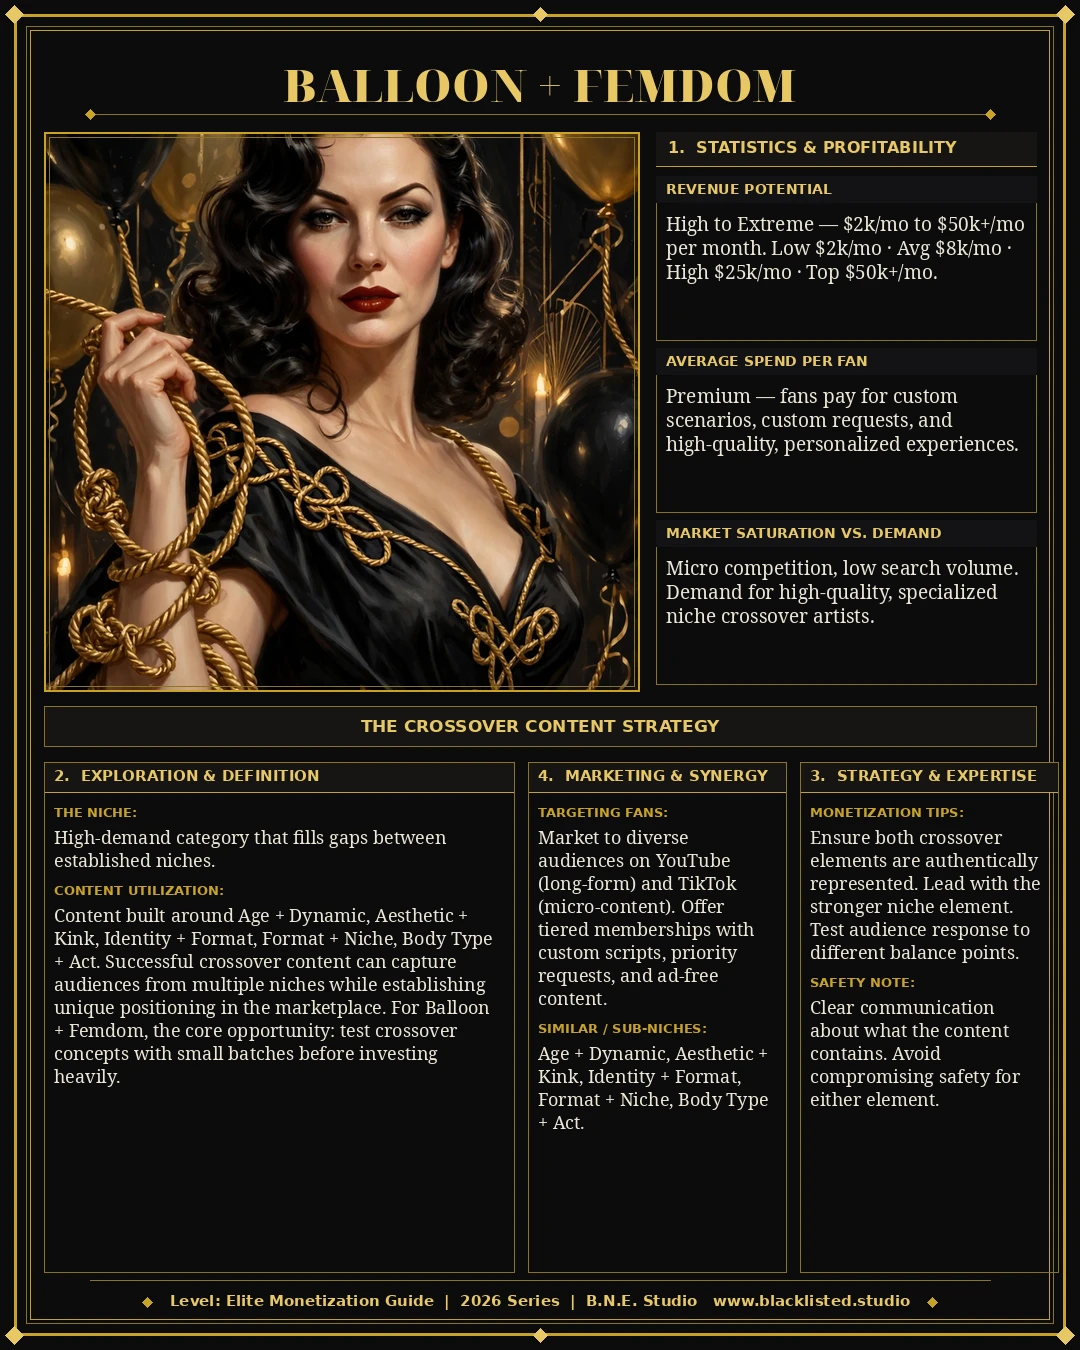 BALLOON + FEMDOM
1. STATISTICS & PROFITABILITY
REVENUE POTENTIAL
High to Extreme — $2k/mo to $50k+/mo
per month. Low $2k/mo · Avg $8k/mo ·
High $25k/mo · Top $50k+/mo.
AVERAGE SPEND PER FAN
Premium — fans pay for custom
scenarios, custom requests, and
high-quality, personalized experiences.
MARKET SATURATION VS. DEMAND
Micro competition, low search volume.
Demand for high-quality, specialized
niche crossover artists.
THE CROSSOVER CONTENT STRATEGY
2. EXPLORATION & DEFINITION
THE NICHE:
High-demand category that fills gaps between
established niches.
CONTENT UTILIZATION:
Content built around Age + Dynamic, Aesthetic +
Kink, Identity + Format, Format + Niche, Body Type
+ Act. Successful crossover content can capture
audiences from multiple niches while establishing
unique positioning in the marketplace. For Balloon
+ Femdom, the core opportunity: test crossover
concepts with small batches before investing
heavily.
4. MARKETING & SYNERGY
TARGETING FANS:
Market to diverse
audiences on YouTube
(long-form) and TikTok
(micro-content). Offer
tiered memberships with
custom scripts, priority
requests, and ad-free
content.
SIMILAR / SUB-NICHES:
Age + Dynamic, Aesthetic +
Kink, Identity + Format,
Format + Niche, Body Type
+ Act.
3. STRATEGY & EXPERTISE
MONETIZATION TIPS:
Ensure both crossover
elements are authentically
represented. Lead with the
stronger niche element.
Test audience response to
different balance points.
SAFETY NOTE:
Clear communication
about what the content
contains. Avoid
compromising safety for
either element.
Level: Elite Monetization Guide | 2026 Series | B.N.E. Studio www.blacklisted.studio